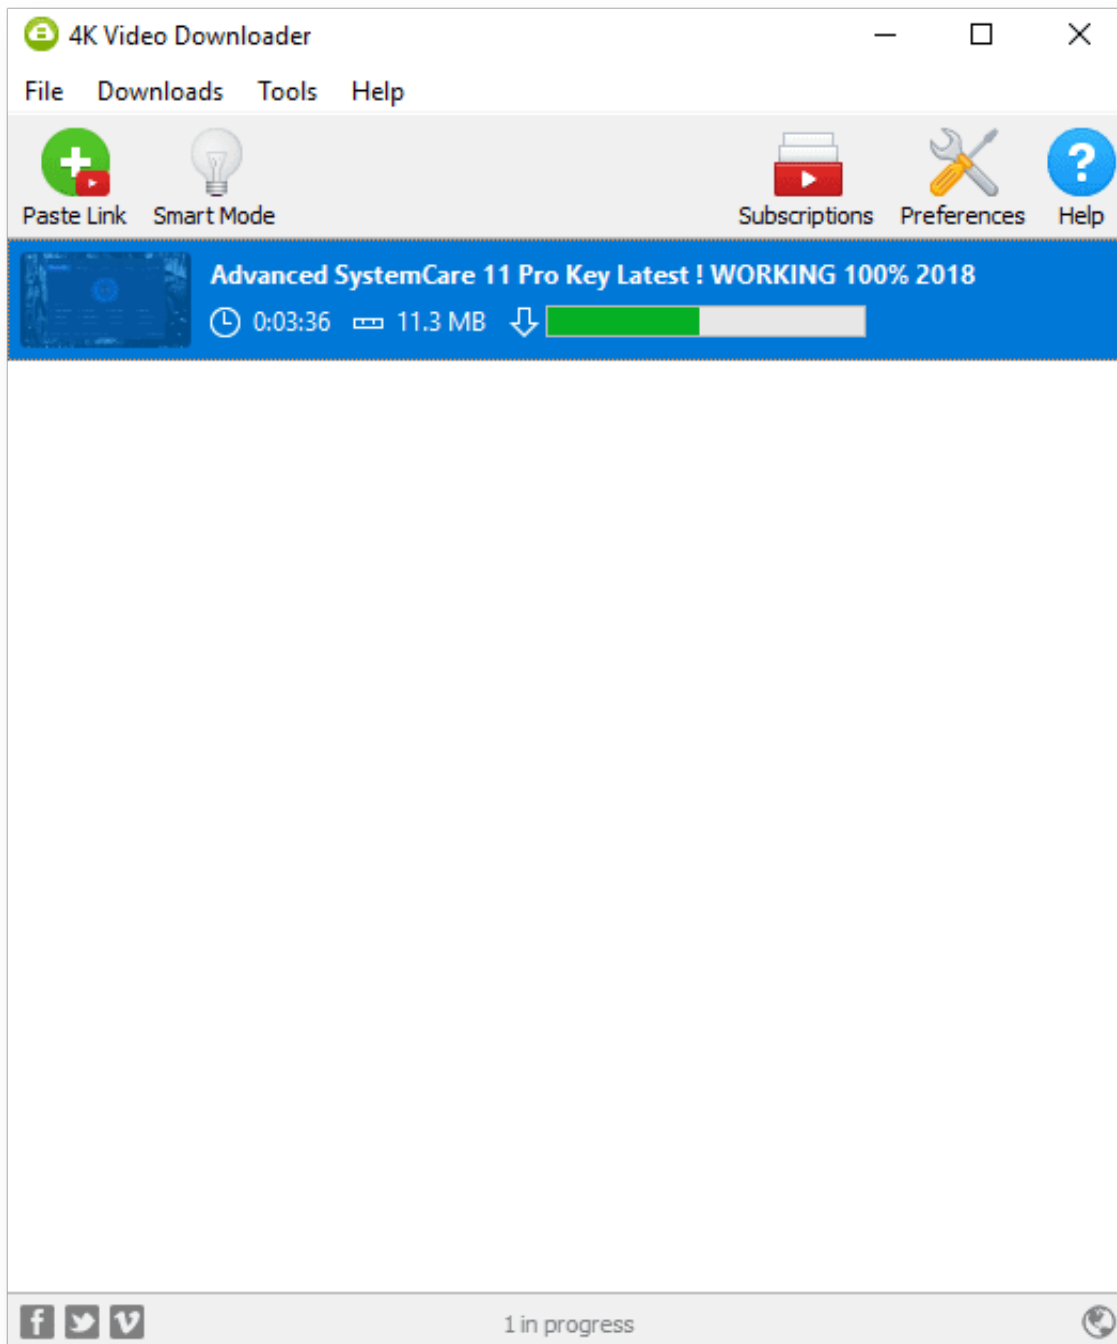 4K Video Downloader
File Downloads Tools Help
Paste Link Smart Mode Subscriptions Preferences Help
Advanced SystemCare 11 Pro Key Latest ! WORKING 100% 2018
0:03:36 11.3 MB
1 in progress